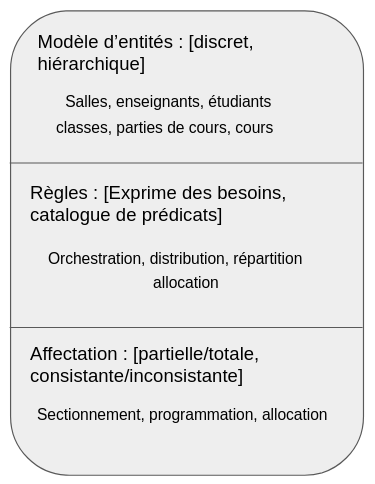 Modèle d’entités : [discret,
hiérarchique]
Salles, enseignants, étudiants
classes, parties de cours, cours
Règles : [Exprime des besoins,
catalogue de prédicats]
Orchestration, distribution, répartition
allocation
Affectation : [partielle/totale,
consistante/inconsistante]
Sectionnement, programmation, allocation